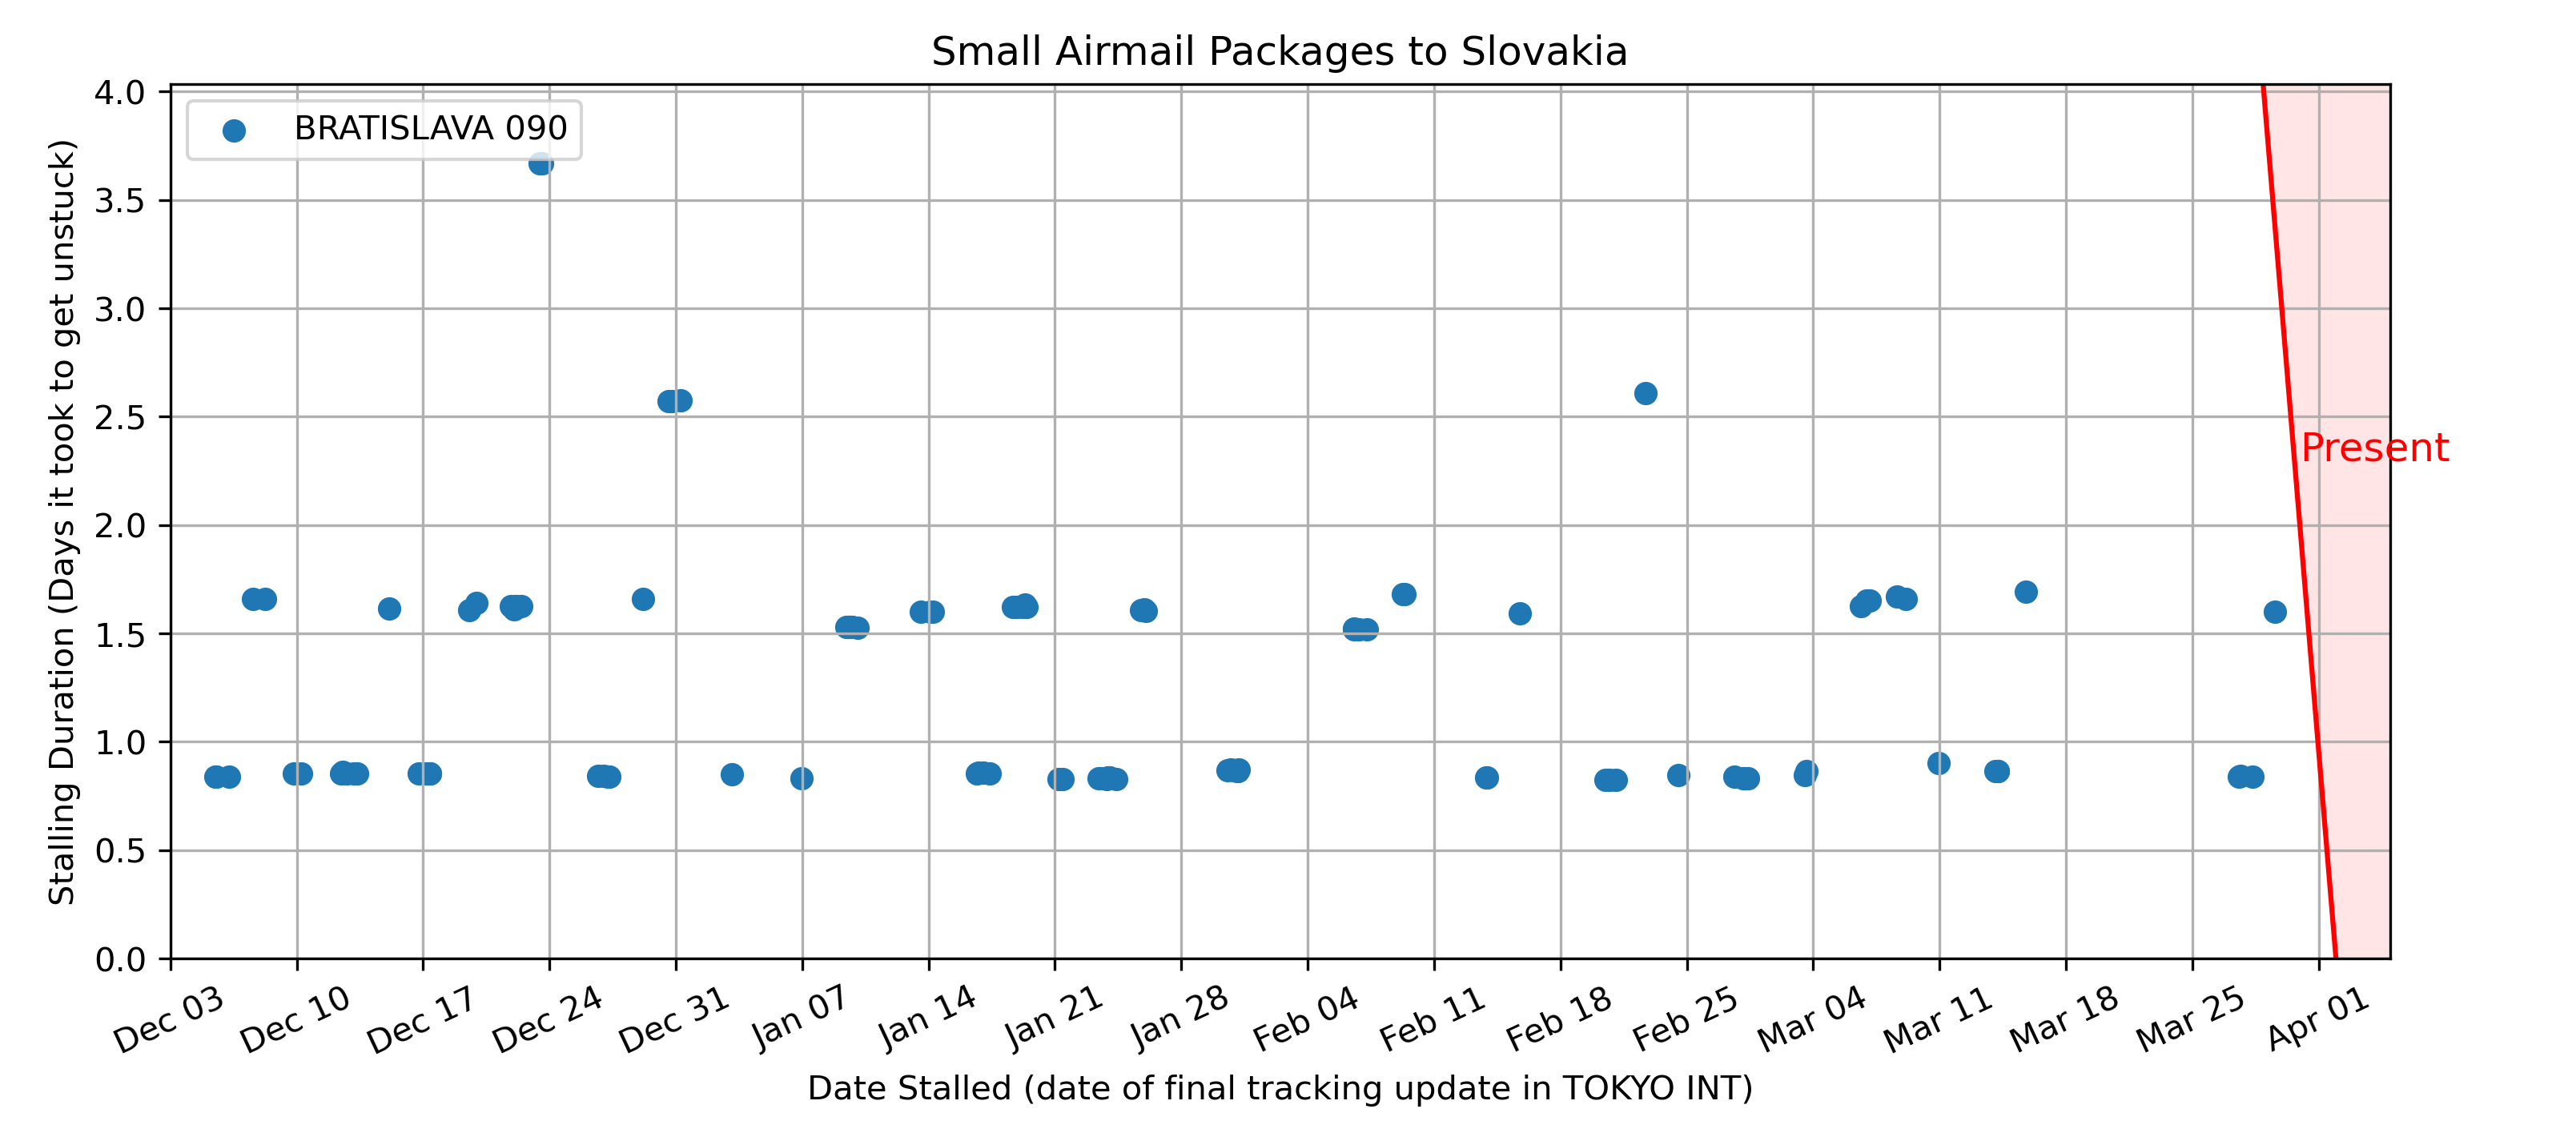 Small Airmail Packages to Slovakia
BRATISLAVA 090
Stalling Duration (Days it took to get unstuck)
4.0
3.5
3.0
2.5
2.0
1.5
1.0
0.5
0.0
Present
Dec 03
Dec 10
Dec 17
Dec 24
Dec 31
Jan 07
Jan 14
Jan 21
Jan 28
Feb 04
Feb 11
Feb 18
Feb 25
Mar 04
Mar 11
Mar 18
Mar 25
Apr 01
Date Stalled (date of final tracking update in TOKYO INT)